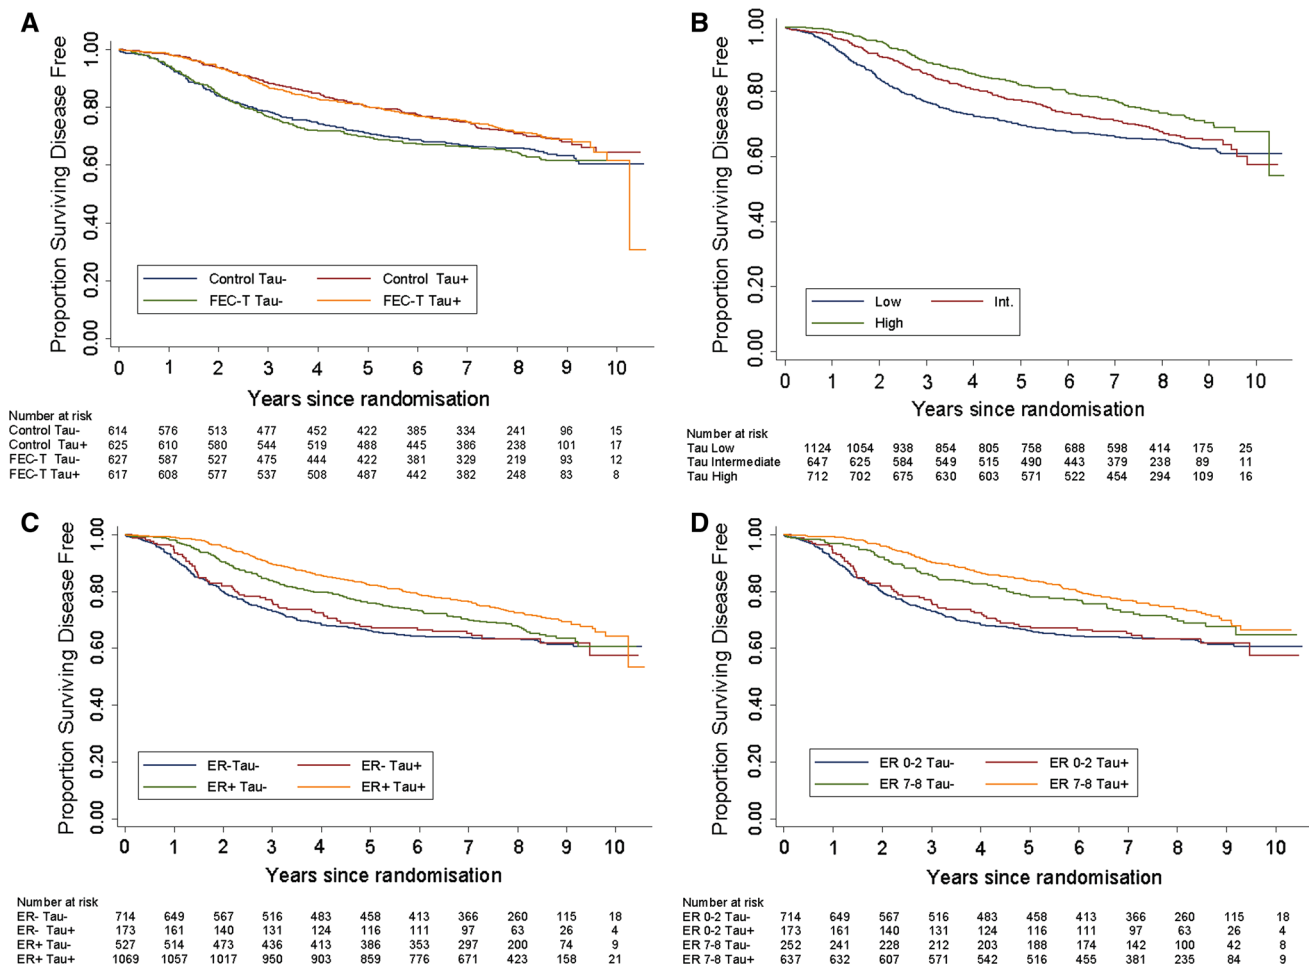 A
Proportion Surviving Disease Free
1.00
0.80
0.60
0.40
0.20
0.00
Control Tau- Control Tau+
FEC-T Tau- FEC-T Tau+
0 1 2 3 4 5 6 7 8 9 10
Years since randomisation
Number at risk
Control Tau- 614 576 513 477 452 422 385 334 241 96 15
Control Tau+ 625 610 580 544 519 488 445 386 238 101 17
FEC-T Tau- 627 587 527 475 444 422 381 329 219 93 12
FEC-T Tau+ 617 608 577 537 508 487 442 382 248 83 8
B
Proportion Surviving Disease Free
1.00
0.80
0.60
0.40
0.20
0.00
Low Int.
High
0 1 2 3 4 5 6 7 8 9 10
Years since randomisation
Number at risk
Tau Low 1124 1054 938 854 805 758 688 598 414 175 25
Tau Intermediate 647 625 584 549 515 490 443 379 238 89 11
Tau High 712 702 675 630 603 571 522 454 294 109 16
C
Proportion Surviving Disease Free
1.00
0.80
0.60
0.40
0.20
0.00
ER-Tau- ER- Tau+
ER+ Tau- ER+ Tau+
0 1 2 3 4 5 6 7 8 9 10
Years since randomisation
Number at risk
ER- Tau- 714 649 567 516 483 458 413 366 260 115 18
ER- Tau+ 173 161 140 131 124 116 111 97 63 26 4
ER+ Tau- 527 514 473 436 413 386 353 297 200 74 9
ER+ Tau+ 1069 1057 1017 950 903 859 776 671 423 158 21
D
Proportion Surviving Disease Free
1.00
0.80
0.60
0.40
0.20
0.00
ER 0-2 Tau- ER 0-2 Tau+
ER 7-8 Tau- ER 7-8 Tau+
0 1 2 3 4 5 6 7 8 9 10
Years since randomisation
Number at risk
ER 0-2 Tau- 714 649 567 516 483 458 413 366 260 115 18
ER 0-2 Tau+ 173 161 140 131 124 116 111 97 63 26 4
ER 7-8 Tau- 252 241 228 212 203 188 174 142 100 42 8
ER 7-8 Tau+ 637 632 607 571 542 516 455 381 235 84 9